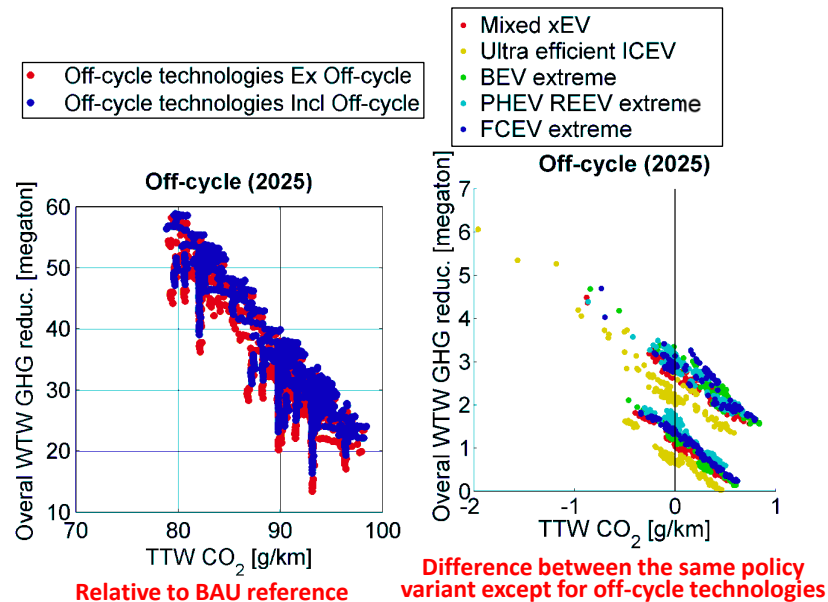 Off-cycle technologies Ex Off-cycle
Off-cycle technologies Incl Off-cycle
Off-cycle (2025)
Overal WTW GHG reduc. [megaton]
60
50
40
30
20
10
70
80
90
100
TTW CO2 [g/km]
Relative to BAU reference
Mixed xEV
Ultra efficient ICEV
BEV extreme
PHEV REEV extreme
FCEV extreme
Off-cycle (2025)
Overal WTW GHG reduc. [megaton]
7
6
5
4
3
2
1
0
-2
-1
0
1
TTW CO2 [g/km]
Difference between the same policy
variant except for off-cycle technologies